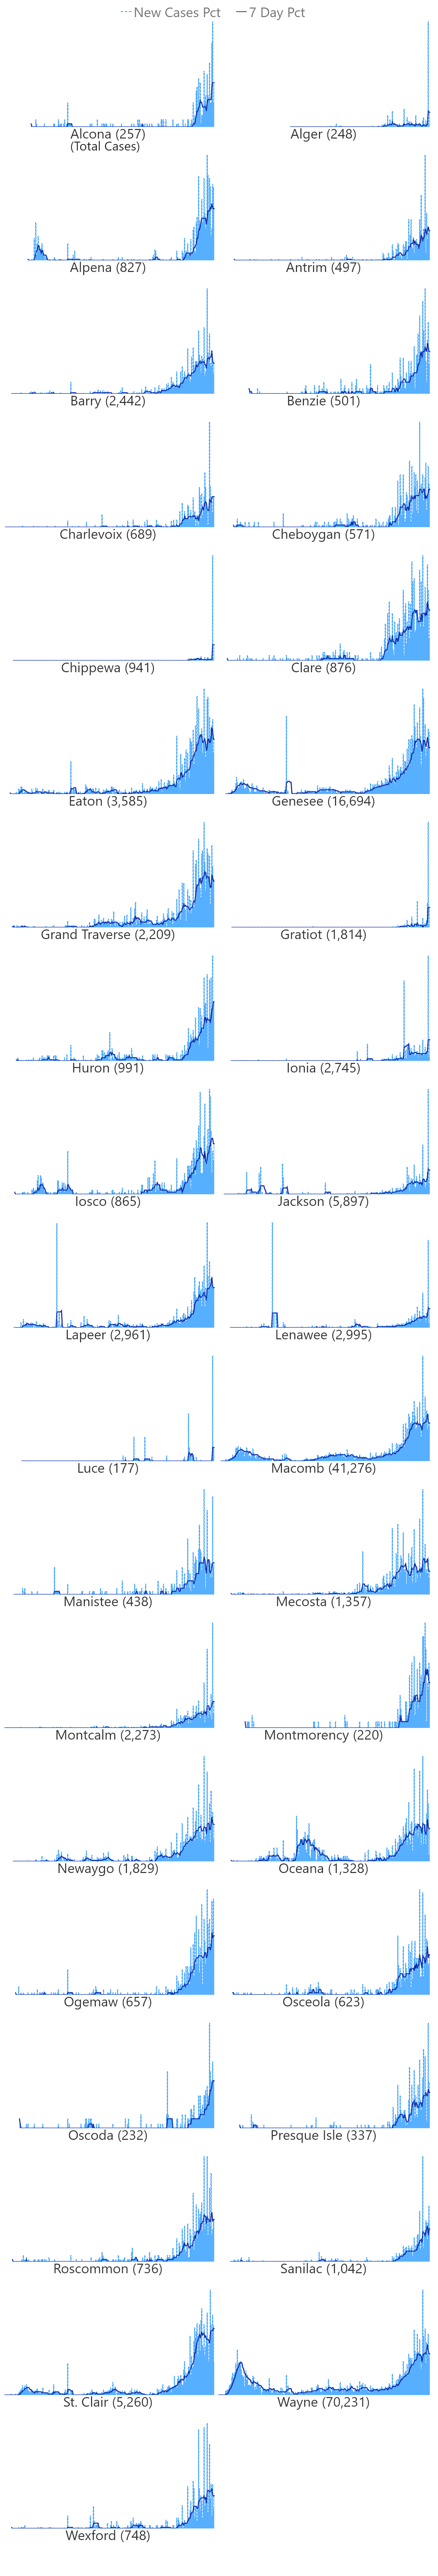 New Cases Pct 7 Day Pct
Alcona (257)
(Total Cases)
Alger (248)
Alpena (827)
Antrim (497)
Barry (2,442)
Benzie (501)
Charlevoix (689)
Cheboygan (571)
Chippewa (941)
Clare (876)
Eaton (3,585)
Genesee (16,694)
Grand Traverse (2,209)
Gratiot (1,814)
Huron (991)
Ionia (2,745)
Iosco (865)
Jackson (5,897)
Lapeer (2,961)
Lenawee (2,995)
Luce (177)
Macomb (41,276)
Manistee (438)
Mecosta (1,357)
Montcalm (2,273)
Montmorency (220)
Newaygo (1,829)
Oceana (1,328)
Ogemaw (657)
Osceola (623)
Oscoda (232)
Presque Isle (337)
Roscommon (736)
Sanilac (1,042)
St. Clair (5,260)
Wayne (70,231)
Wexford (748)